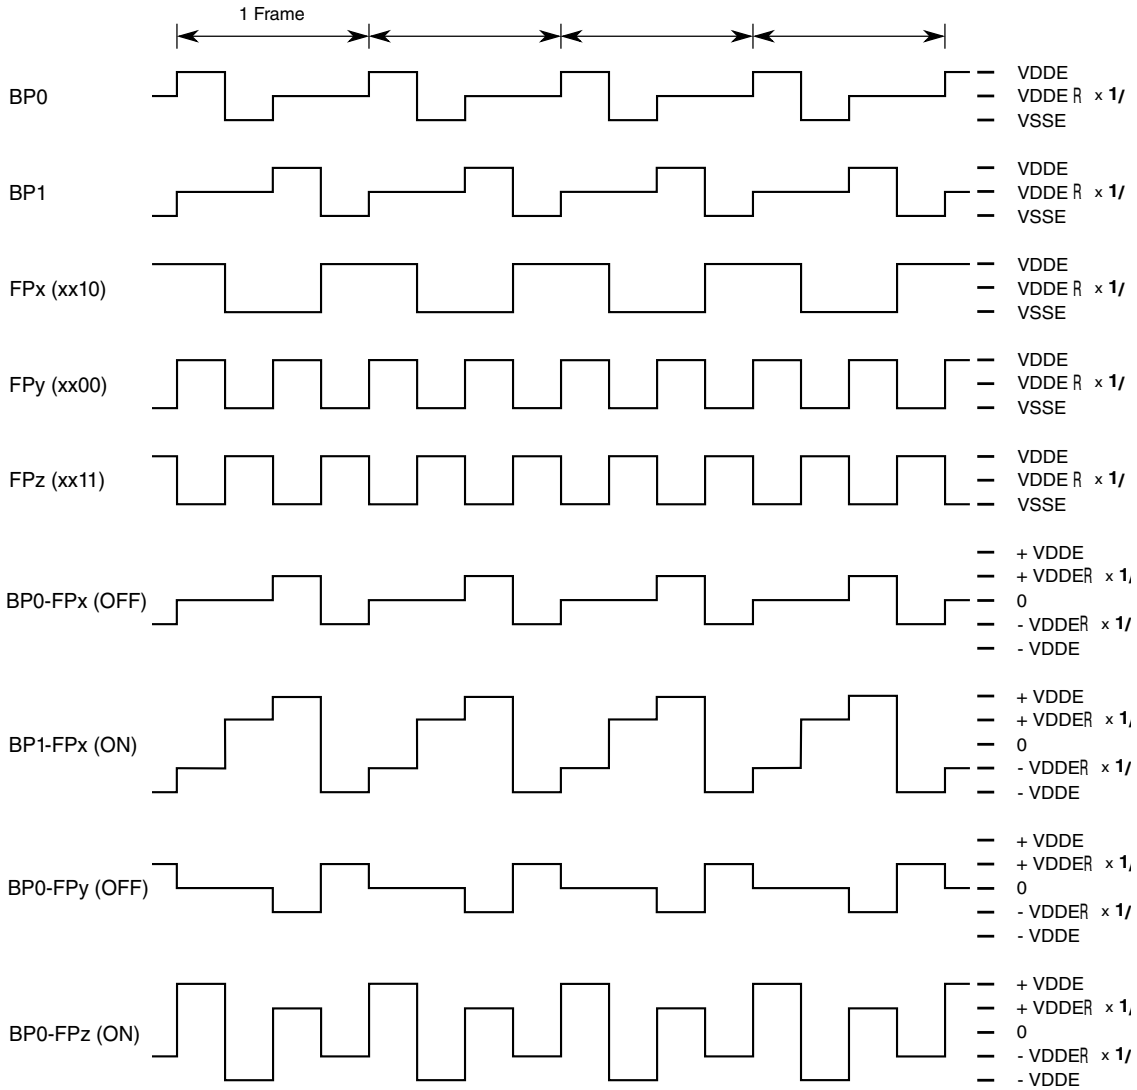 1 Frame
BP0
VDDE
VDDE R × 1/
VSSE
BP1
VDDE
VDDE R × 1/
VSSE
FPx (xx10)
VDDE
VDDE R × 1/
VSSE
FPy (xx00)
VDDE
VDDE R × 1/
VSSE
FPz (xx11)
VDDE
VDDE R × 1/
VSSE
BP0-FPx (OFF)
+ VDDE
+ VDDER × 1/
0
- VDDER × 1/
- VDDE
BP1-FPx (ON)
+ VDDE
+ VDDER × 1/
0
- VDDER × 1/
- VDDE
BP0-FPy (OFF)
+ VDDE
+ VDDER × 1/
0
- VDDER × 1/
- VDDE
BP0-FPz (ON)
+ VDDE
+ VDDER × 1/
0
- VDDER × 1/
- VDDE